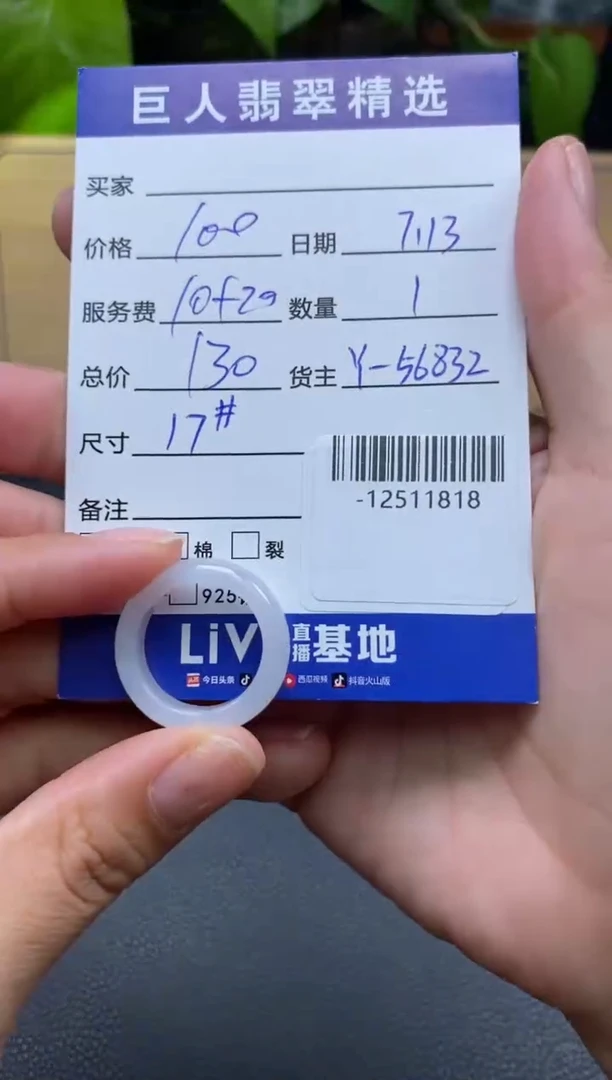 巨人翡翠精选
买家
价格 100 日期 7.13
服务费 10+20 数量 1
总价 130 货主 Y-56832
尺寸 17#
-12511818
备注
棉 裂
925
LiV 直播基地
今日头条 西瓜视频 抖音火山版